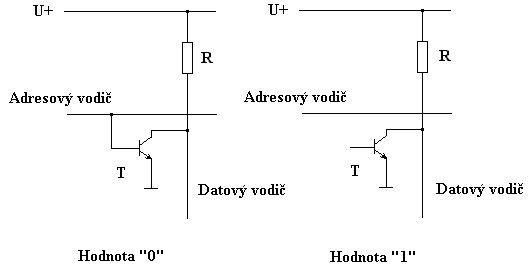 U+
R
Adresový vodič
T
Datový vodič
Hodnota "0"
U+
R
Adresový vodič
T
Datový vodič
Hodnota "1"